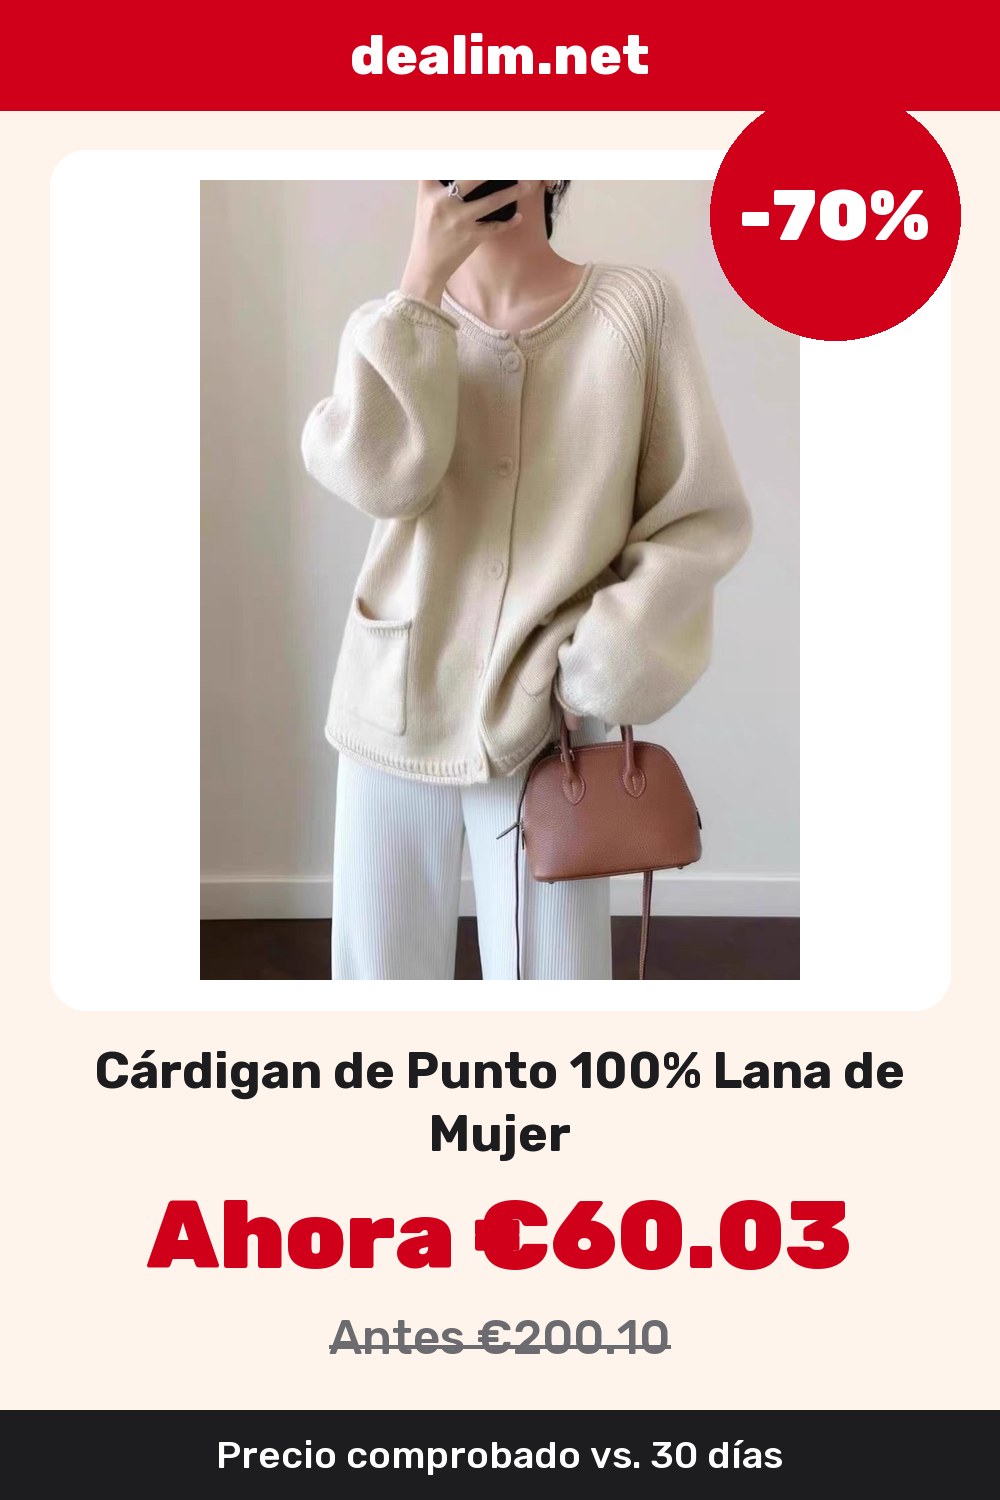 dealim.net
-70%
Cárdigan de Punto 100% Lana de
Mujer
Ahora €60.03
Antes €200.10
Precio comprobado vs. 30 días